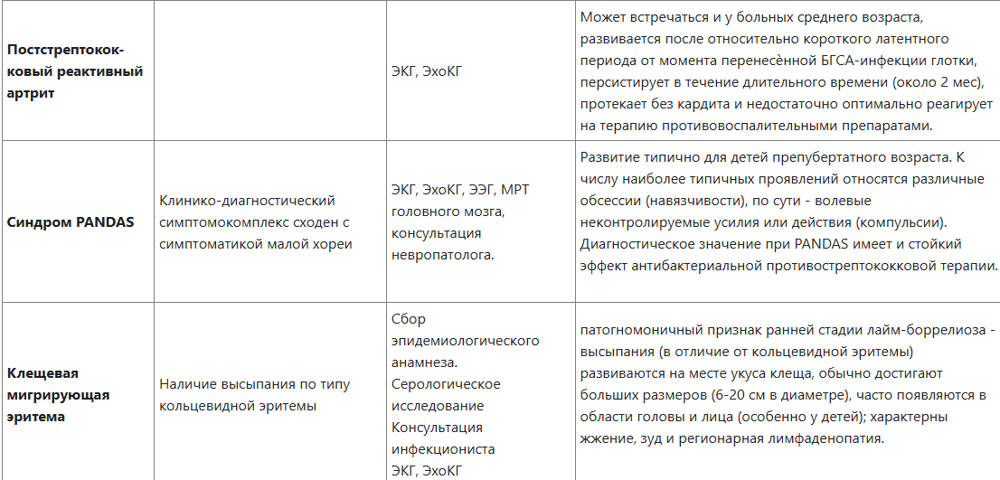 Постстрептокок-
ковый реактивный
артрит
ЭКГ, ЭхоКГ
Может встречаться и у больных среднего возраста,
развивается после относительно короткого латентного
периода от момента перенесѐнной БГСА-инфекции глотки,
персистирует в течение длительного времени (около 2 мес),
протекает без кардита и недостаточно оптимально реагирует
на терапию противовоспалительными препаратами.
Синдром PANDAS
Клинико-диагностический
симптомокомплекс сходен с
симптоматикой малой хореи
ЭКГ, ЭхоКГ, ЭЭГ, МРТ
головного мозга,
консультация
невропатолога.
Развитие типично для детей препубертатного возраста. К
числу наиболее типичных проявлений относятся различные
обсессии (навязчивости), по сути - волевые
неконтролируемые усилия или действия (компульсии).
Диагностическое значение при PANDAS имеет и стойкий
эффект антибактериальной противострептококковой терапии.
Клещевая
мигрирующая
эритема
Наличие высыпания по типу
кольцевидной эритемы
Сбор
эпидемиологического
анамнеза.
Серологическое
исследование
Консультация
инфекциониста
ЭКГ, ЭхоКГ
патогномоничный признак ранней стадии лайм-боррелиоза -
высыпания (в отличие от кольцевидной эритемы)
развиваются на месте укуса клеща, обычно достигают
больших размеров (6-20 см в диаметре), часто появляются в
области головы и лица (особенно у детей); характерны
жжение, зуд и регионарная лимфаденопатия.